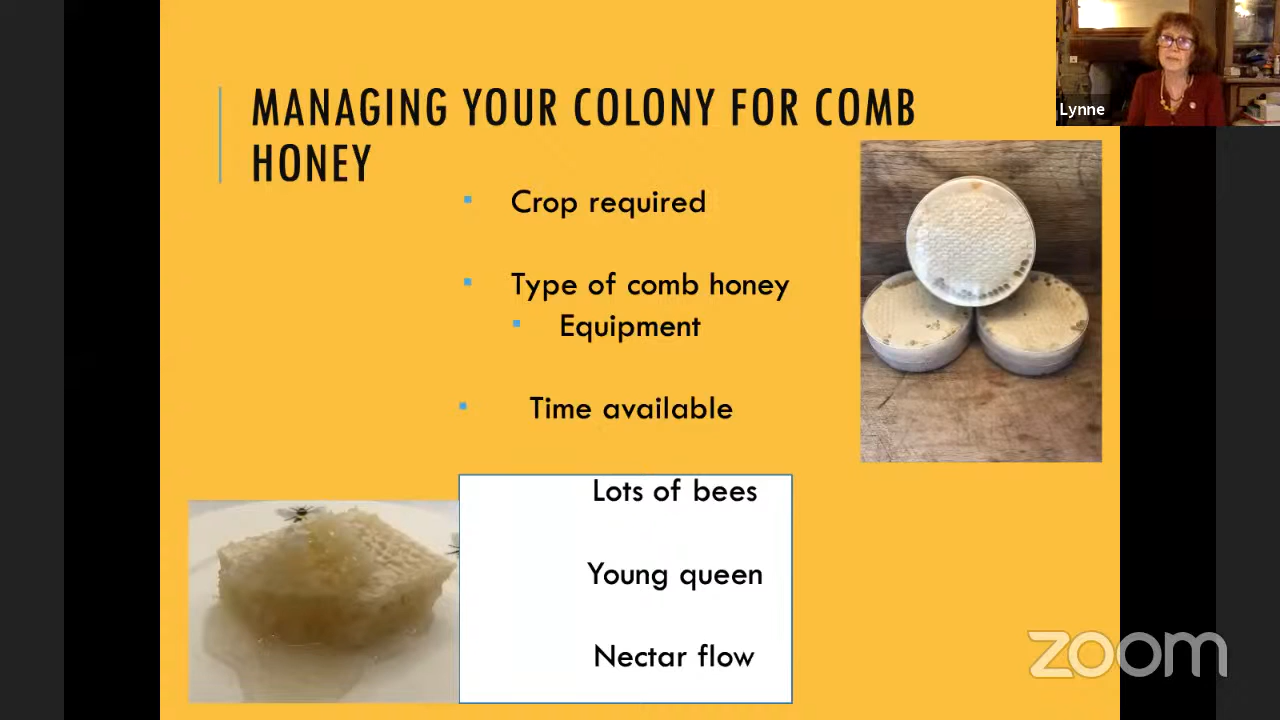 MANAGING YOUR COLONY FOR COMB
HONEY
Crop required
Type of comb honey
Equipment
Time available
Lots of bees
Young queen
Nectar flow
Lynne
zoom